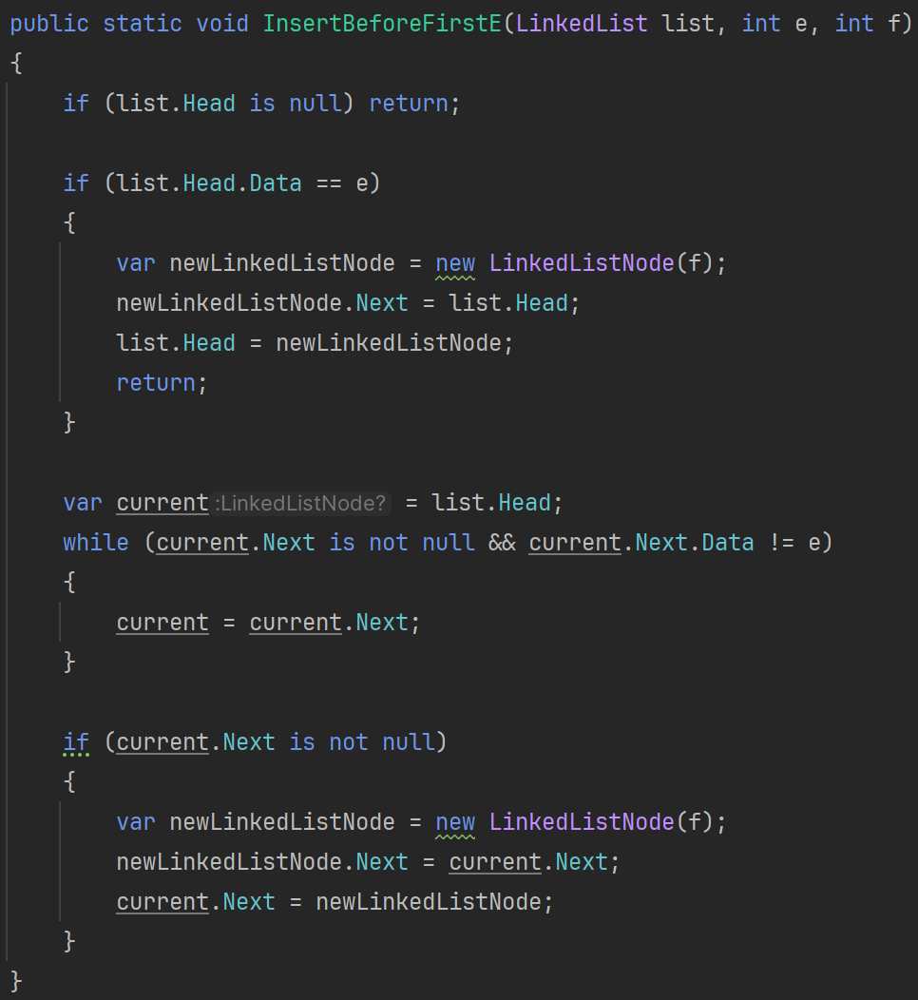 public static void InsertBeforeFirstE(LinkedList list, int e, int f)
{
    if (list.Head is null) return;

    if (list.Head.Data == e)
    {
        var newLinkedListNode = new LinkedListNode(f);
        newLinkedListNode.Next = list.Head;
        list.Head = newLinkedListNode;
        return;
    }

    var current :LinkedListNode? = list.Head;
    while (current.Next is not null && current.Next.Data != e)
    {
        current = current.Next;
    }

    if (current.Next is not null)
    {
        var newLinkedListNode = new LinkedListNode(f);
        newLinkedListNode.Next = current.Next;
        current.Next = newLinkedListNode;
    }
}